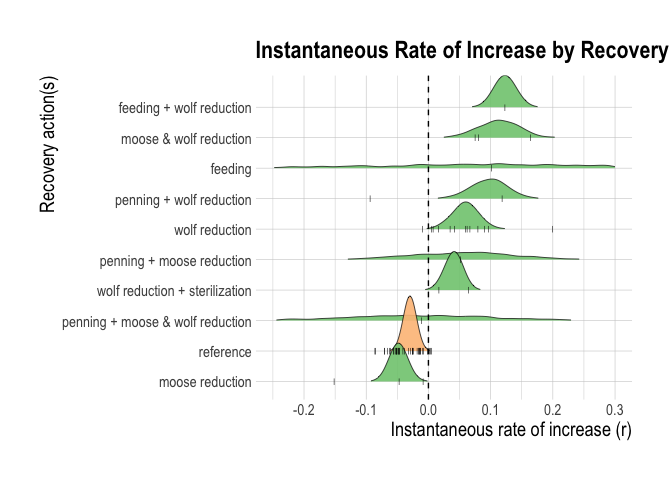 Instantaneous Rate of Increase by Recovery
Recovery action(s)
feeding + wolf reduction
moose & wolf reduction
feeding
penning + wolf reduction
wolf reduction
penning + moose reduction
wolf reduction + sterilization
penning + moose & wolf reduction
reference
moose reduction
-0.2 -0.1 0.0 0.1 0.2 0.3
Instantaneous rate of increase (r)